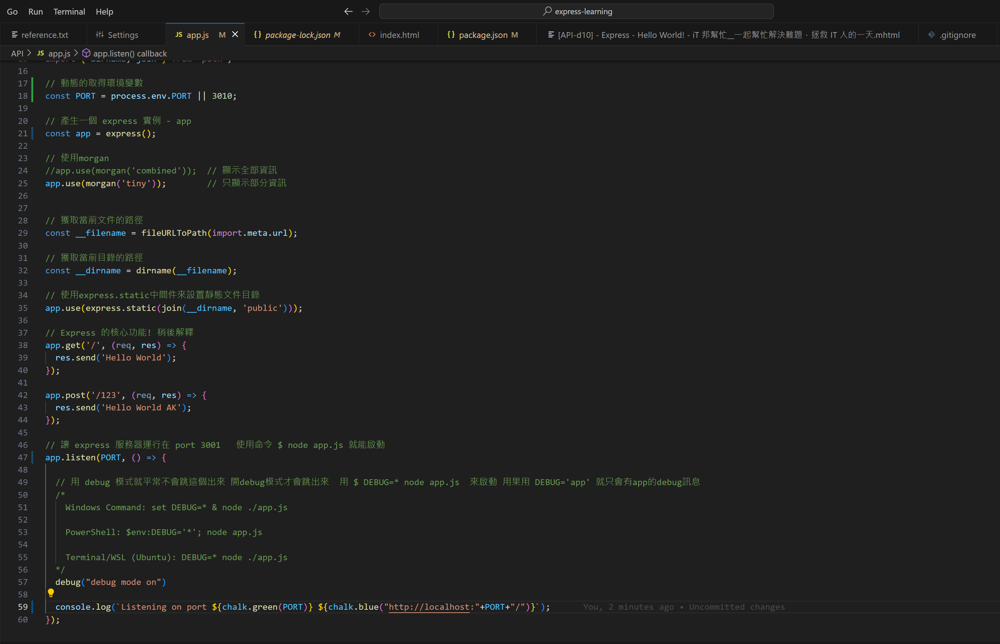 Go Run Terminal Help
express-learning
reference.txt Settings JS app.js M {} package-lock.json M <> index.html {} package.json M [API-d10] - Express - Hello World! - iT 邦幫忙__一起幫忙解決難題，拯救 IT 人的一天.mhtml .gitignore
API > JS app.js > app.listen() callback
15 import { dirname, join } from 'path';
16
17 // 動態的取得環境變數
18 const PORT = process.env.PORT || 3010;
19
20 // 產生一個 express 實例 - app
21 const app = express();
22
23 // 使用morgan
24 //app.use(morgan('combined'));  // 顯示全部資訊
25 app.use(morgan('tiny'));        // 只顯示部分資訊
26
27
28 // 獲取當前文件的路徑
29 const __filename = fileURLToPath(import.meta.url);
30
31 // 獲取當前目錄的路徑
32 const __dirname = dirname(__filename);
33
34 // 使用express.static中間件來設置靜態文件目錄
35 app.use(express.static(join(__dirname, 'public')));
36
37 // Express 的核心功能! 稍後解釋
38 app.get('/', (req, res) => {
39   res.send('Hello World');
40 });
41
42 app.post('/123', (req, res) => {
43   res.send('Hello World AK');
44 });
45
46 // 讓 express 服務器運行在 port 3001   使用命令 $ node app.js 就能啟動
47 app.listen(PORT, () => {
48
49   // 用 debug 模式就平常不會跳這個出來 開debug模式才會跳出來  用 $ DEBUG=* node app.js  來啟動 用果用 DEBUG='app' 就只會有app的debug訊息
50   /*
51     Windows Command: set DEBUG=* & node ./app.js
52
53     PowerShell: $env:DEBUG='*'; node app.js
54
55     Terminal/WSL (Ubuntu): DEBUG=* node ./app.js
56   */
57   debug("debug mode on")
58
59   console.log(`Listening on port ${chalk.green(PORT)} ${chalk.blue("http://localhost:"+PORT+"/")}`);      You, 2 minutes ago • Uncommitted changes
60 });